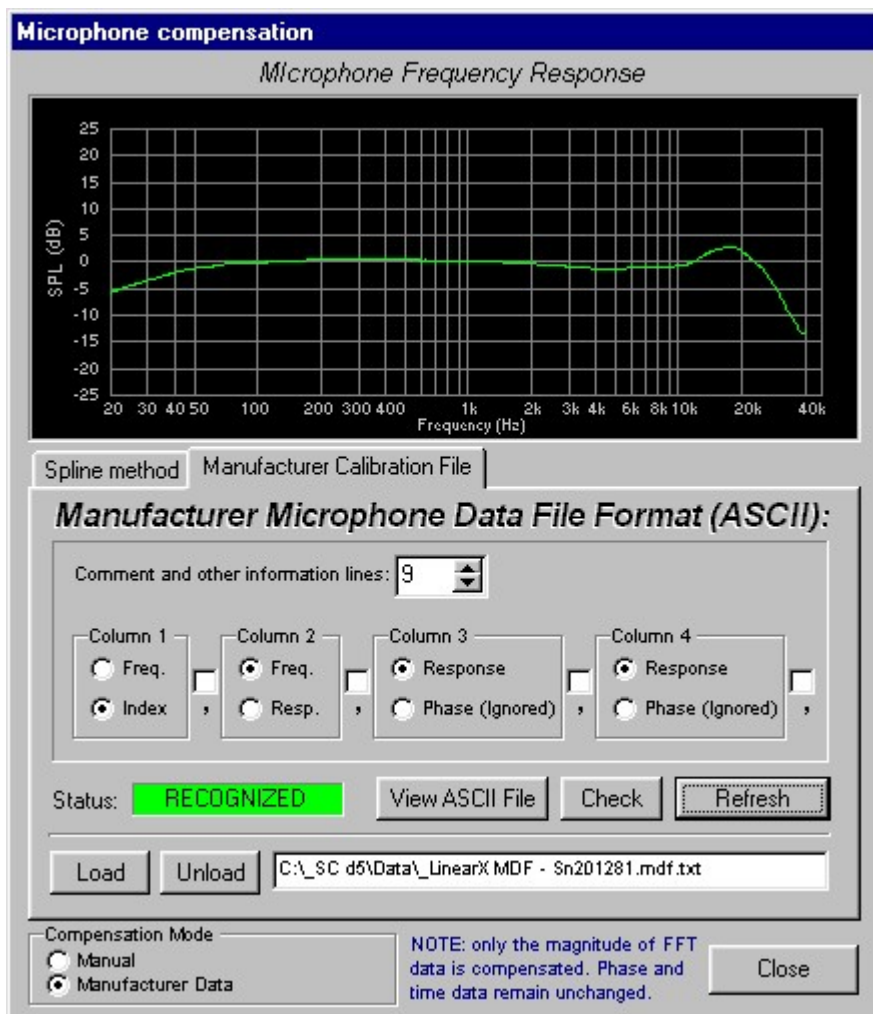 Microphone compensation
MIcrophone Frequency Response
25
20
15
10
5
0
-5
-10
-15
-20
-25
SPL (dB)
20 30 40 50 100 200 300 400 1k 2k 3k 4k 6k 8k 10k 20k 40k
Frequency (Hz)
Spline method Manufacturer Calibration File
Manufacturer Microphone Data File Format (ASCII):
Comment and other information lines: 9
Column 1 Column 2 Column 3 Column 4
Freq. Freq. Response Response
Index , Resp. , Phase (Ignored) , Phase (Ignored) ,
Status: RECOGNIZED View ASCII File Check Refresh
Load Unload C:\_SC d5\Data\_LinearX MDF - Sn201281.mdf.txt
Compensation Mode
Manual
Manufacturer Data
NOTE: only the magnitude of FFT
data is compensated. Phase and
time data remain unchanged.
Close